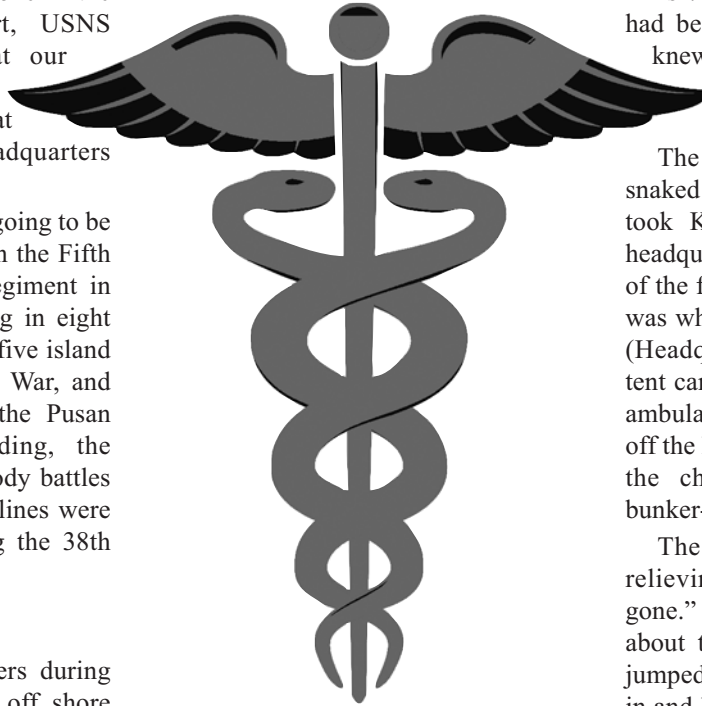 rt, USNS
at our
at
adquarters
going to be
n the Fifth
egiment in
g in eight
five island
War, and
the Pusan
ding, the
ody battles
lines were
g the 38th
ers during
off shore
had be
knew
The
snaked
took K
headqu
of the f
was wh
(Headq
tent car
ambula
off the
the ch
bunker-
The
relievin
gone.”
about t
jumped